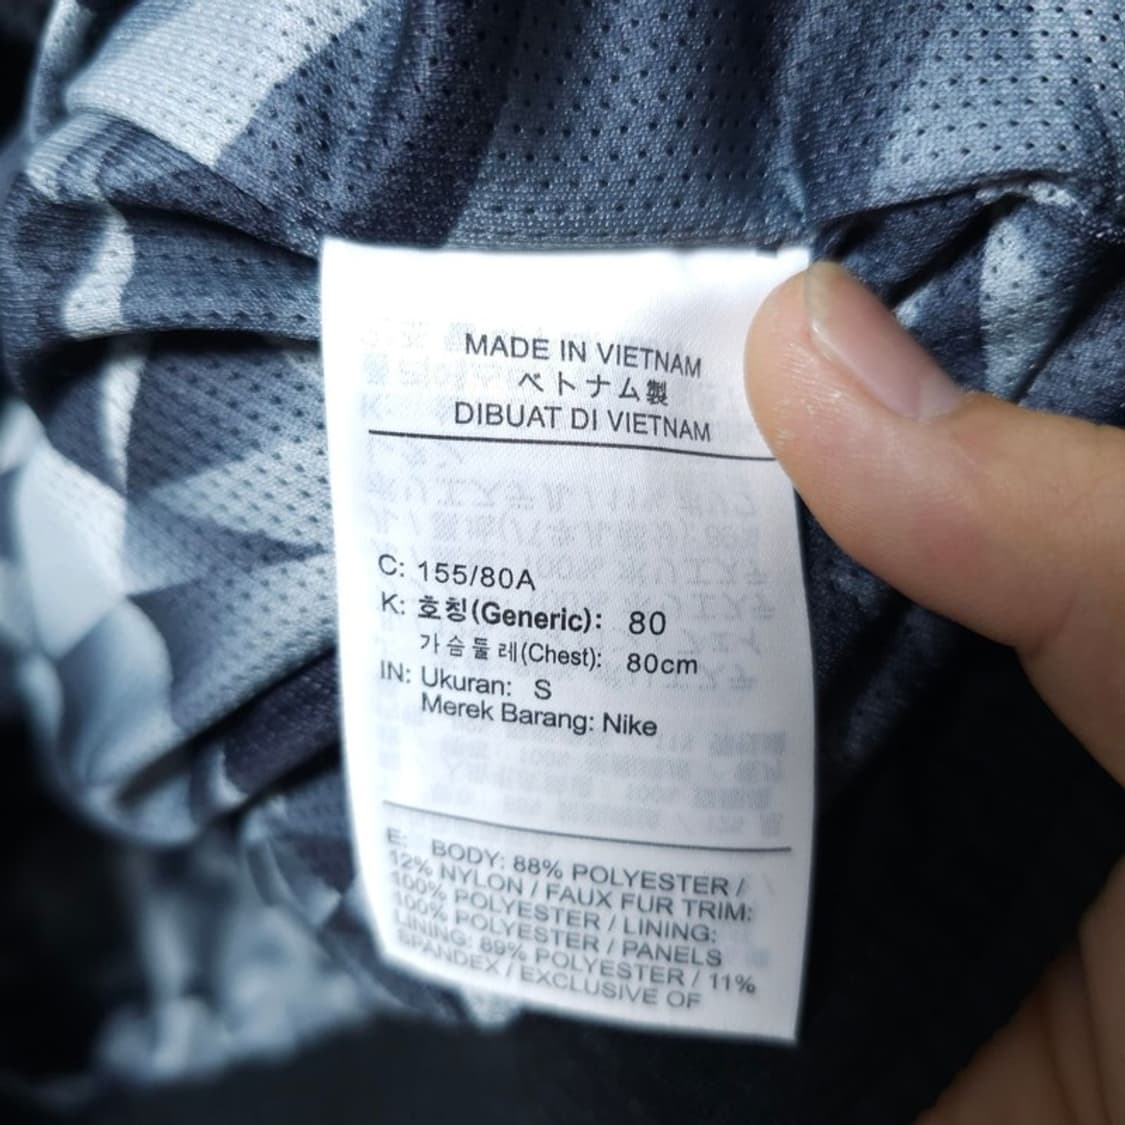 MADE IN VIETNAM
ベトナム製
DIBUAT DI VIETNAM
C: 155/80A
K: 호칭(Generic): 80
가슴둘레(Chest): 80cm
IN: Ukuran: S
Merek Barang: Nike
E: BODY: 88% POLYESTER /
12% NYLON / FAUX FUR TRIM:
100% POLYESTER / LINING:
100% POLYESTER / PANELS
LINING: 89% POLYESTER / 11%
SPANDEX / EXCLUSIVE OF